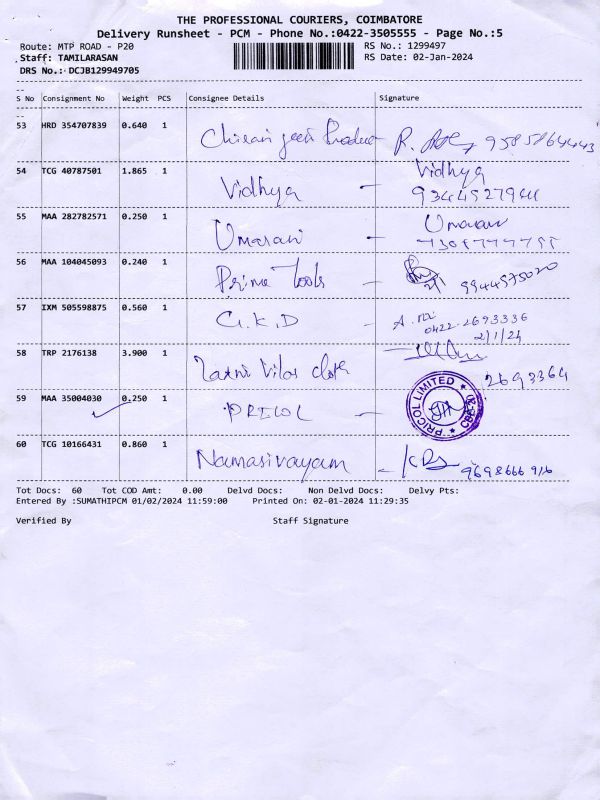 THE PROFESSIONAL COURIERS, COIMBATORE
Delivery Runsheet - PCM - Phone No.:0422-3505555 - Page No.:5
Route: MTP ROAD - P20 RS No.: 1299497
Staff: TAMILARASAN RS Date: 02-Jan-2024
DRS No.: DCJB129949705
S No Consignment No Weight PCS Consignee Details Signature
53 HRD 354707839 0.640 1 R. 9585864443
54 TCG 40787501 1.865 1 Vidhya - Vidhya
9344527944
55 MAA 282782571 0.250 1 Umarani - Umarani
56 MAA 104045093 0.240 1 Prime Tools - 9944975020
57 IXM 505598875 0.560 1 G.K.D - 0422-2693336
2/1/24
58 TRP 2176138 3.900 1 Vilas cloth - 2693364
59 MAA 35004030 0.250 1 PRICOL - PRICOL LIMITED
60 TCG 10166431 0.860 1 Namasivayam - 9698666916
Tot Docs: 60 Tot COD Amt: 0.00 Delvd Docs: Non Delvd Docs: Delvy Pts:
Entered By :SUMATHIPCM 01/02/2024 11:59:00 Printed On: 02-01-2024 11:29:35
Verified By Staff Signature